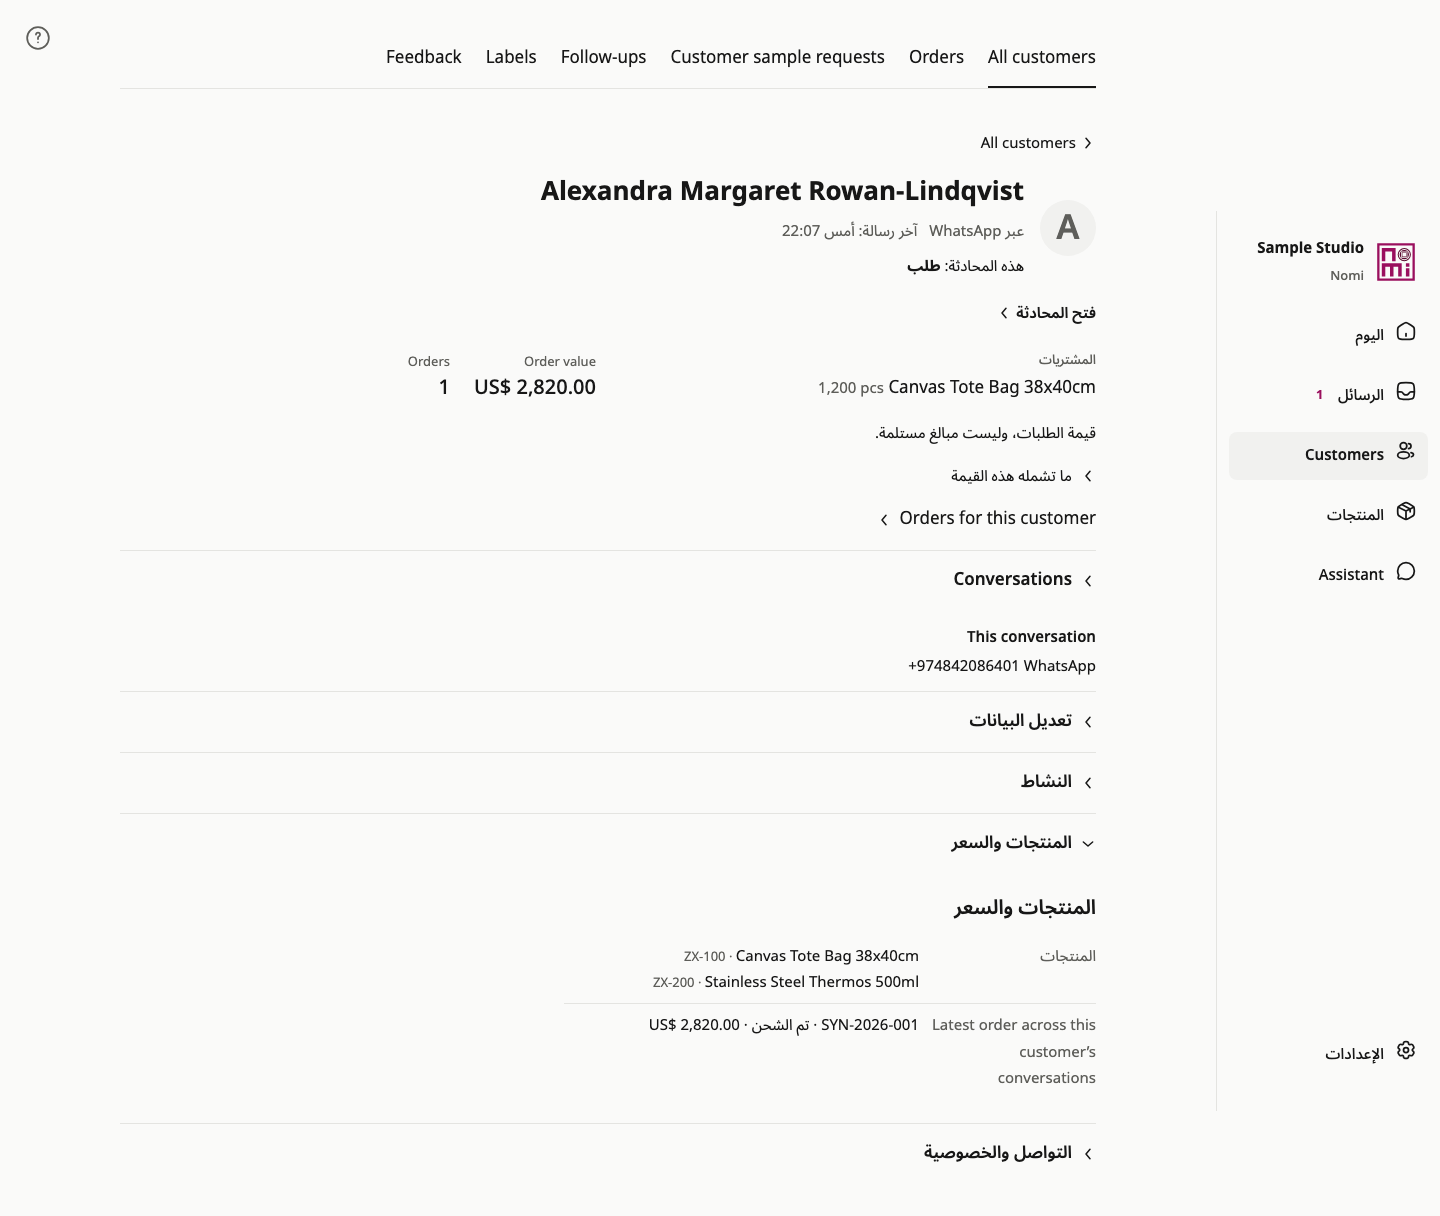 All customers
Orders
Customer sample requests
Follow-ups
Labels
Feedback
Sample Studio
Nomi
اليوم
الرسائل 1
Customers
المنتجات
Assistant
الإعدادات
All customers
Alexandra Margaret Rowan-Lindqvist
A
عبر WhatsApp آخر رسالة: أمس 22:07
هذه المحادثة: طلب
فتح المحادثة
المشتريات
Canvas Tote Bag 38x40cm 1,200 pcs
Order value
US$ 2,820.00
Orders
1
قيمة الطلبات، وليست مبالغ مستلمة.
ما تشمله هذه القيمة
Orders for this customer
Conversations
This conversation
+974842086401 WhatsApp
تعديل البيانات
النشاط
المنتجات والسعر
المنتجات والسعر
المنتجات
Canvas Tote Bag 38x40cm · ZX-100
Stainless Steel Thermos 500ml · ZX-200
Latest order across this
customer’s
conversations
SYN-2026-001 · تم الشحن · US$ 2,820.00
التواصل والخصوصية